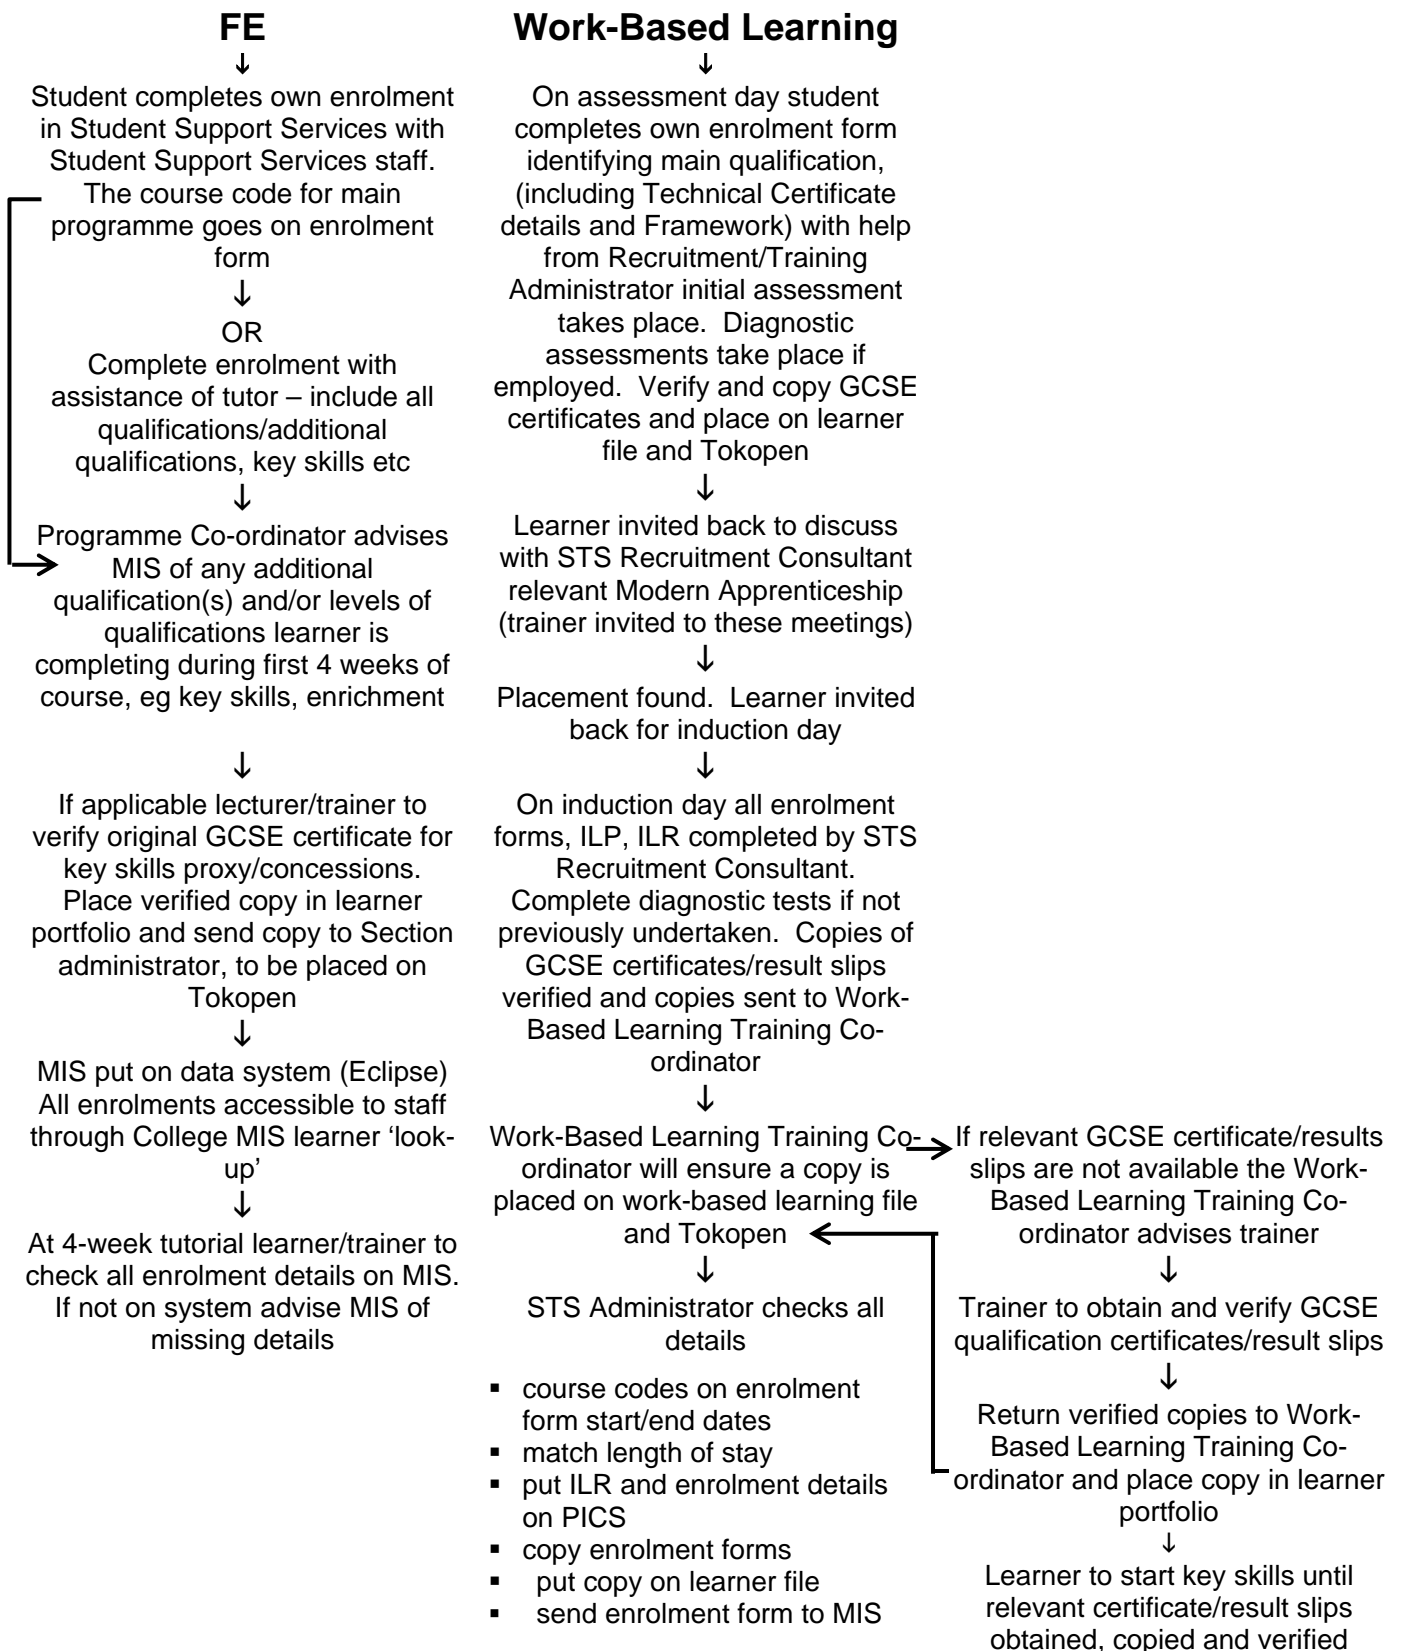 FE
Student completes own enrolment
in Student Support Services with
Student Support Services staff.
The course code for main
programme goes on enrolment
form
OR
Complete enrolment with
assistance of tutor – include all
qualifications/additional
qualifications, key skills etc
Programme Co-ordinator advises
MIS of any additional
qualification(s) and/or levels of
qualifications learner is
completing during first 4 weeks of
course, eg key skills, enrichment
If applicable lecturer/trainer to
verify original GCSE certificate for
key skills proxy/concessions.
Place verified copy in learner
portfolio and send copy to Section
administrator, to be placed on
Tokopen
MIS put on data system (Eclipse)
All enrolments accessible to staff
through College MIS learner ‘look-
up’
At 4-week tutorial learner/trainer to
check all enrolment details on MIS.
If not on system advise MIS of
missing details
Work-Based Learning
On assessment day student
completes own enrolment form
identifying main qualification,
(including Technical Certificate
details and Framework) with help
from Recruitment/Training
Administrator initial assessment
takes place. Diagnostic
assessments take place if
employed. Verify and copy GCSE
certificates and place on learner
file and Tokopen
Learner invited back to discuss
with STS Recruitment Consultant
relevant Modern Apprenticeship
(trainer invited to these meetings)
Placement found. Learner invited
back for induction day
On induction day all enrolment
forms, ILP, ILR completed by STS
Recruitment Consultant.
Complete diagnostic tests if not
previously undertaken. Copies of
GCSE certificates/result slips
verified and copies sent to Work-
Based Learning Training Co-
ordinator
Work-Based Learning Training Co-
ordinator will ensure a copy is
placed on work-based learning file
and Tokopen
STS Administrator checks all
details
▪ course codes on enrolment
form start/end dates
▪ match length of stay
▪ put ILR and enrolment details
on PICS
▪ copy enrolment forms
▪ put copy on learner file
▪ send enrolment form to MIS
If relevant GCSE certificate/results
slips are not available the Work-
Based Learning Training Co-
ordinator advises trainer
Trainer to obtain and verify GCSE
qualification certificates/result slips
Return verified copies to Work-
Based Learning Training Co-
ordinator and place copy in learner
portfolio
Learner to start key skills until
relevant certificate/result slips
obtained, copied and verified